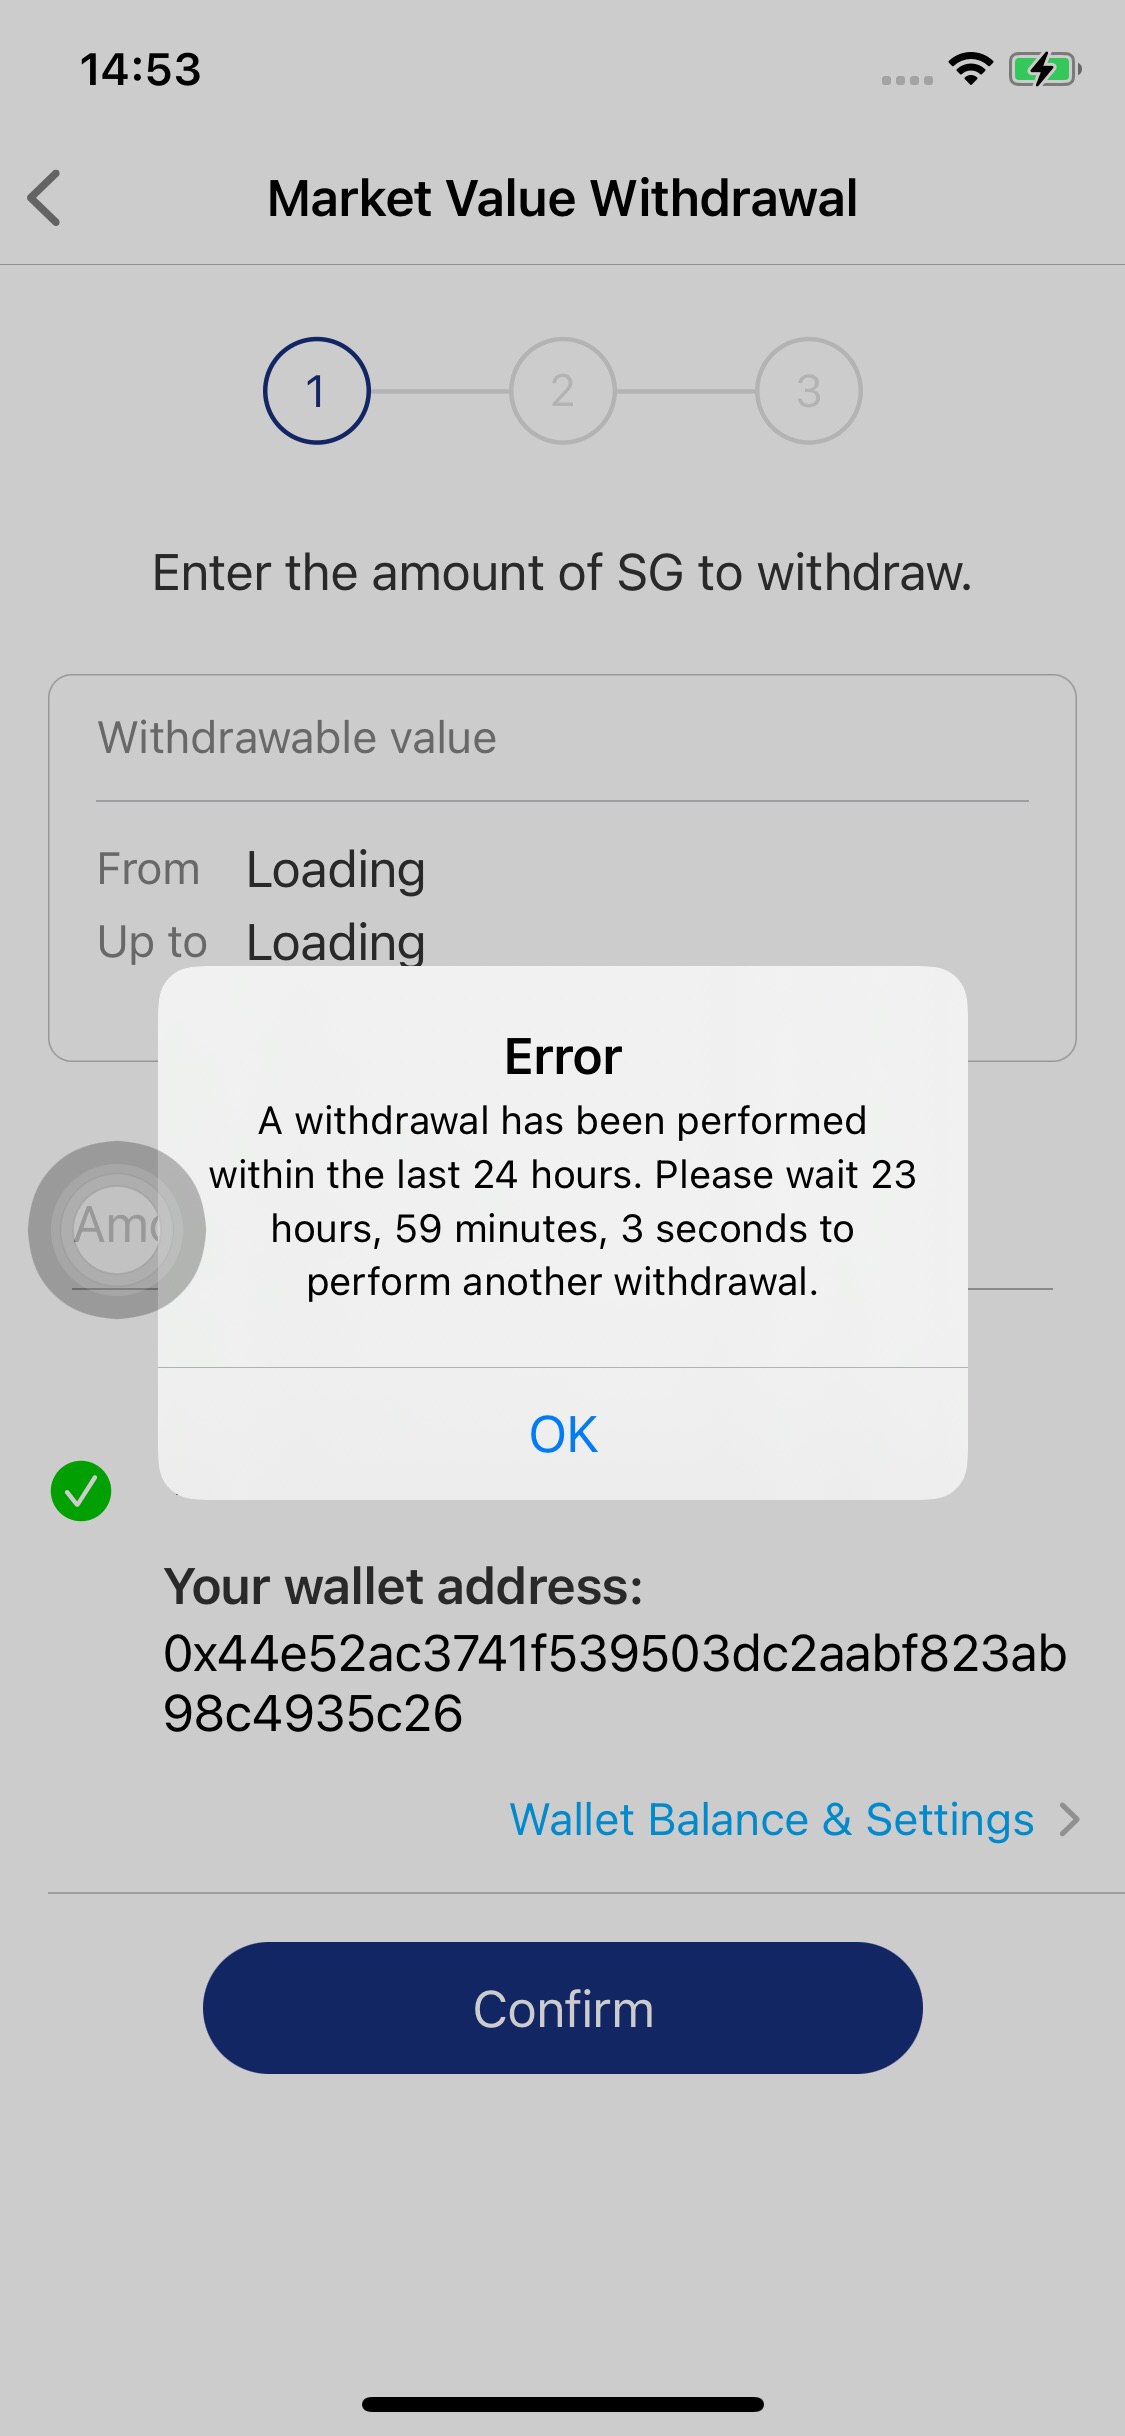 14:53
Market Value Withdrawal
1
2
3
Enter the amount of SG to withdraw.
Withdrawable value
From Loading
Up to Loading
Error
A withdrawal has been performed
within the last 24 hours. Please wait 23
hours, 59 minutes, 3 seconds to
perform another withdrawal.
OK
Your wallet address:
0x44e52ac3741f539503dc2aabf823ab
98c4935c26
Wallet Balance & Settings
Confirm